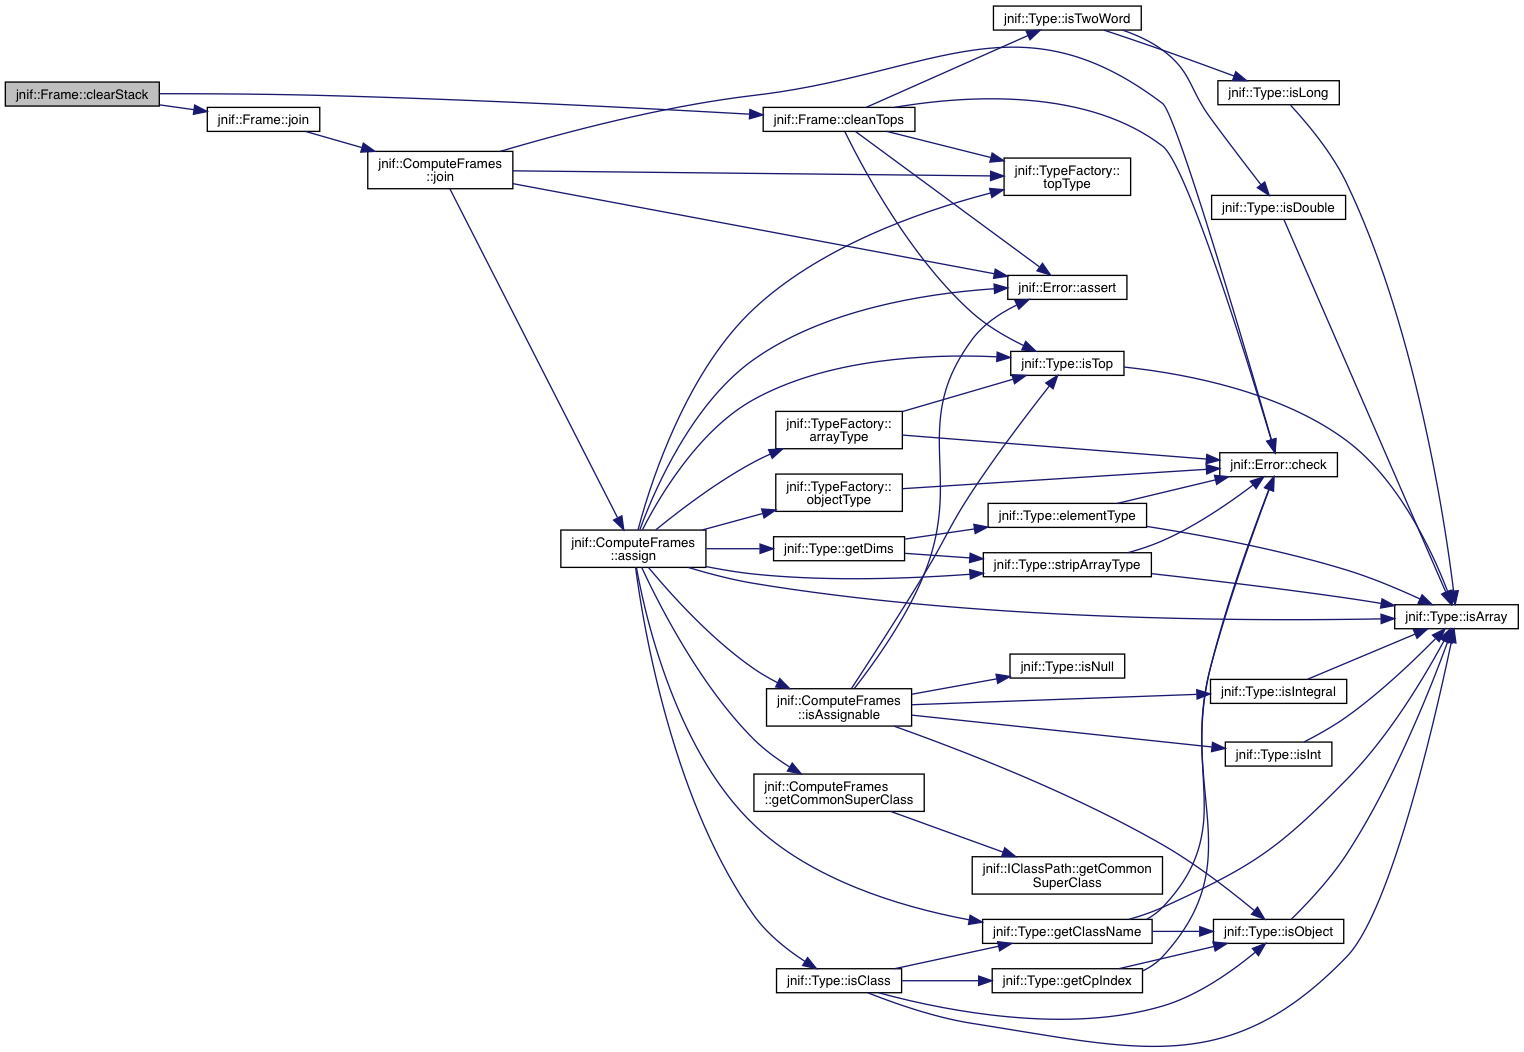 jnif::Frame::clearStack
jnif::Frame::join
jnif::ComputeFrames
::join
jnif::Frame::cleanTops
jnif::Type::isTwoWord
jnif::Type::isLong
jnif::TypeFactory::
topType
jnif::Type::isDouble
jnif::Error::assert
jnif::Type::isTop
jnif::TypeFactory::
arrayType
jnif::Error::check
jnif::TypeFactory::
objectType
jnif::Type::elementType
jnif::ComputeFrames
::assign
jnif::Type::getDims
jnif::Type::stripArrayType
jnif::Type::isArray
jnif::Type::isNull
jnif::Type::isIntegral
jnif::ComputeFrames
::isAssignable
jnif::Type::isInt
jnif::ComputeFrames
::getCommonSuperClass
jnif::IClassPath::getCommon
SuperClass
jnif::Type::getClassName
jnif::Type::isObject
jnif::Type::isClass
jnif::Type::getCpIndex